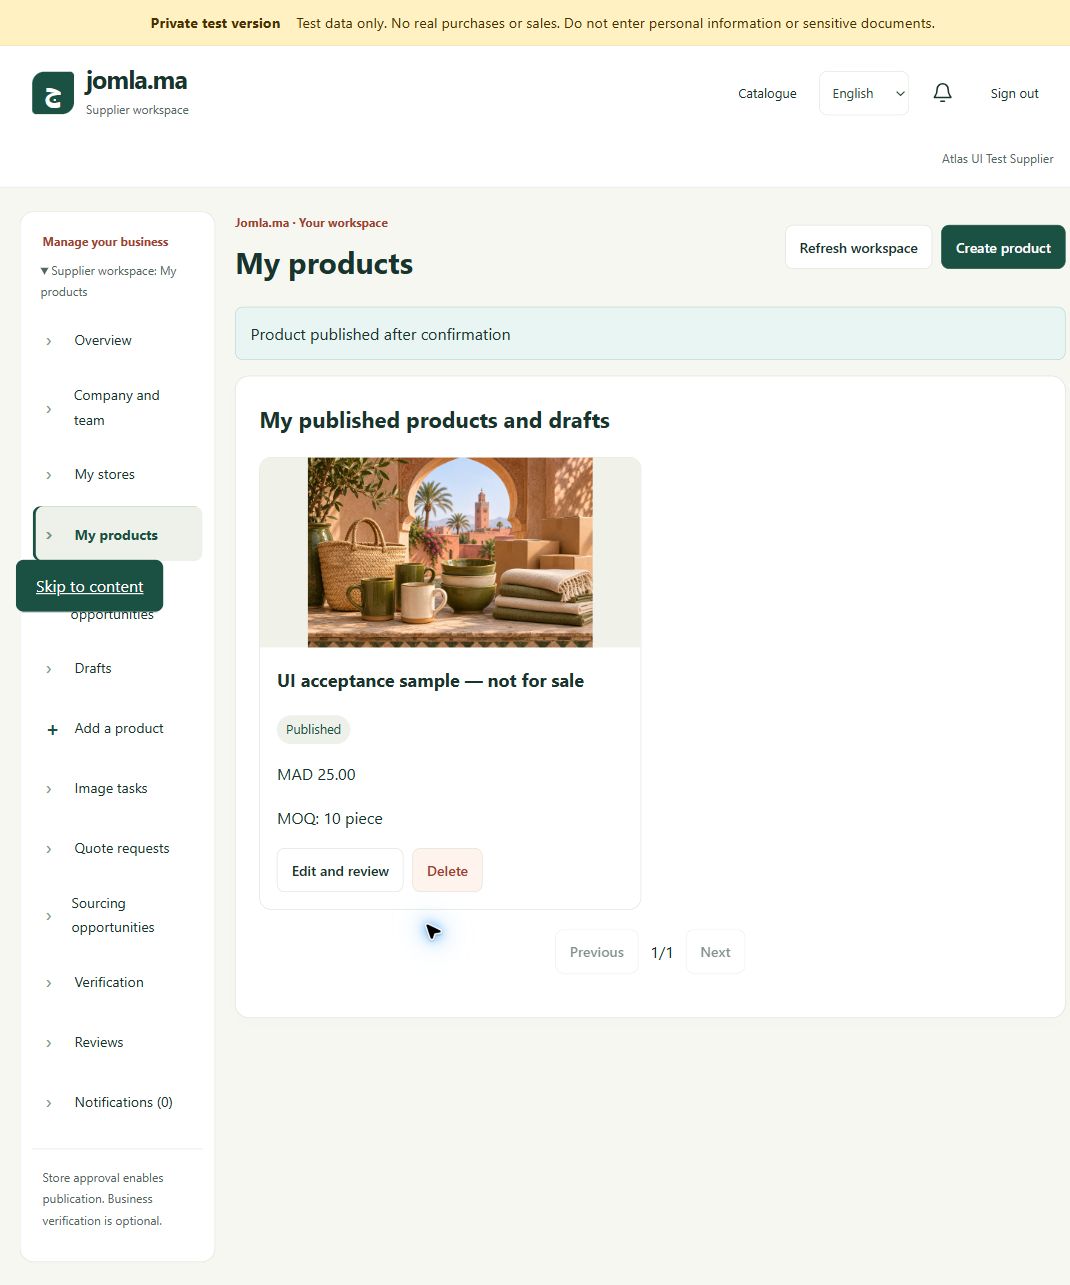 Private test version Test data only. No real purchases or sales. Do not enter personal information or sensitive documents.
ج
jomla.ma
Supplier workspace
Catalogue
English
Sign out
Atlas UI Test Supplier
Manage your business
Supplier workspace: My
products
Overview
Company and
team
My stores
My products
Skip to content
opportunities
Drafts
+ Add a product
Image tasks
Quote requests
Sourcing
opportunities
Verification
Reviews
Notifications (0)
Store approval enables
publication. Business
verification is optional.
Jomla.ma · Your workspace
My products
Refresh workspace
Create product
Product published after confirmation
My published products and drafts
UI acceptance sample — not for sale
Published
MAD 25.00
MOQ: 10 piece
Edit and review
Delete
Previous
1/1
Next